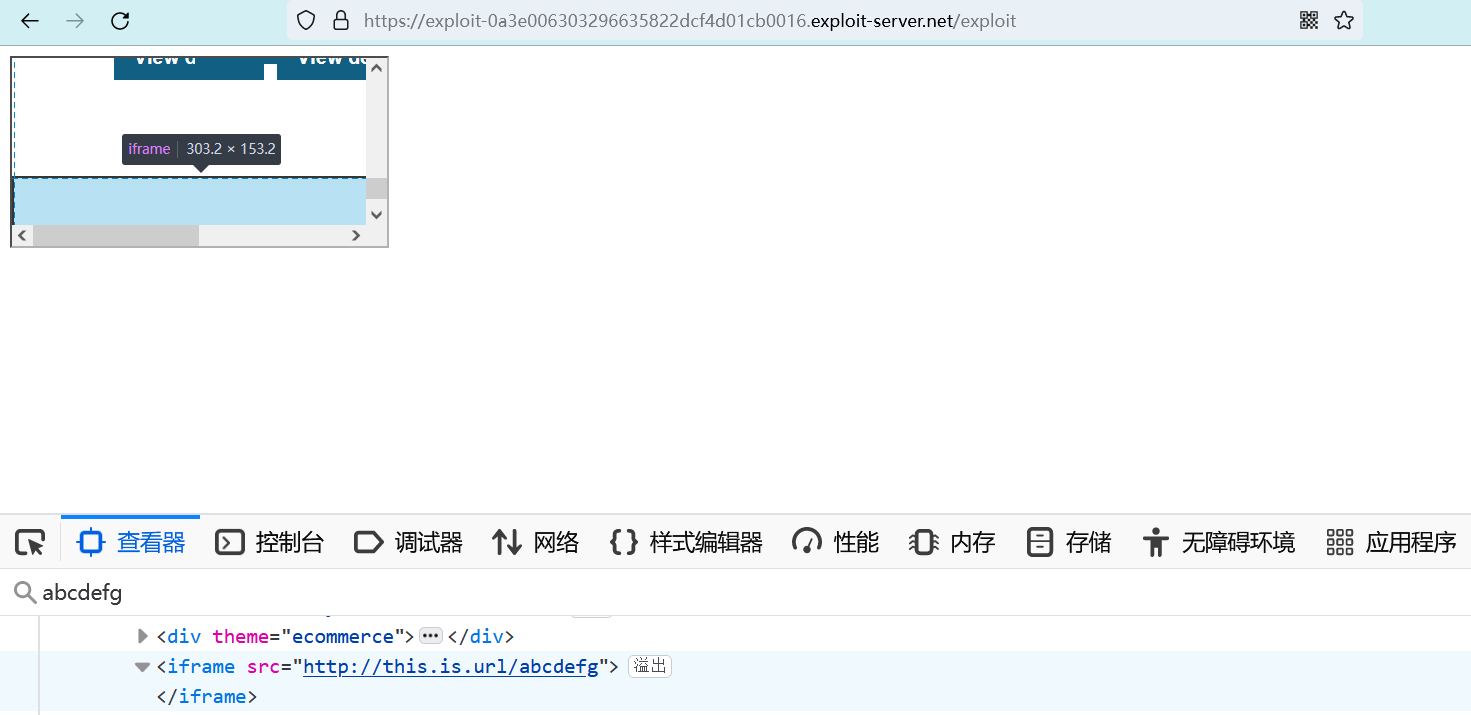 https://exploit-0a3e006303296635822dcf4d01cb0016.exploit-server.net/exploit
View d View de
iframe 303.2 × 153.2
查看器 控制台 调试器 网络 样式编辑器 性能 内存 存储 无障碍环境 应用程序
abcdefg
<div theme="ecommerce">•••</div>
<iframe src="http://this.is.url/abcdefg"> 溢出
</iframe>